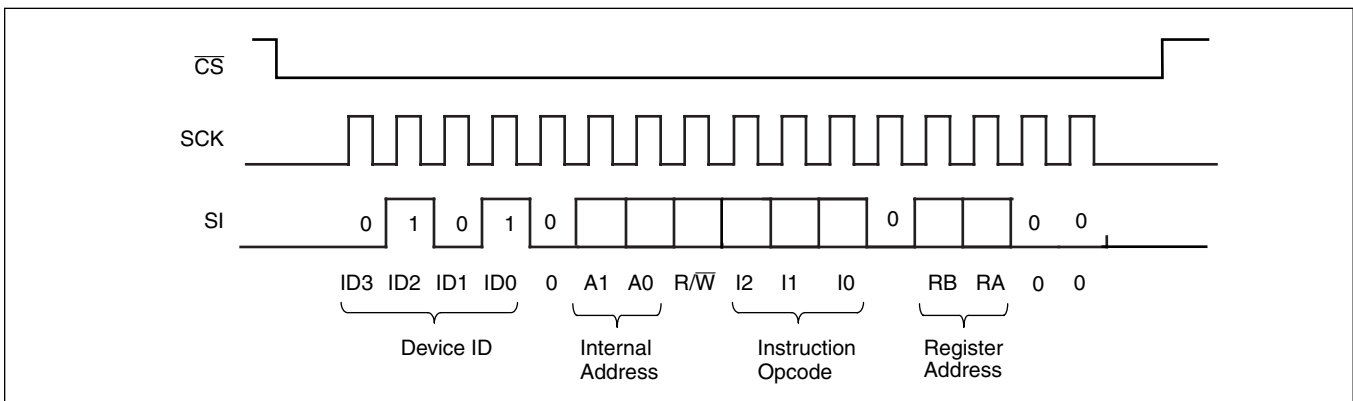 C̅S̅
SCK
SI 0 1 0 1 0 0 0 0
ID3 ID2 ID1 ID0 0 A1 A0 R/W̅ I2 I1 I0 RB RA 0 0
Device ID Internal Address Instruction Opcode Register Address